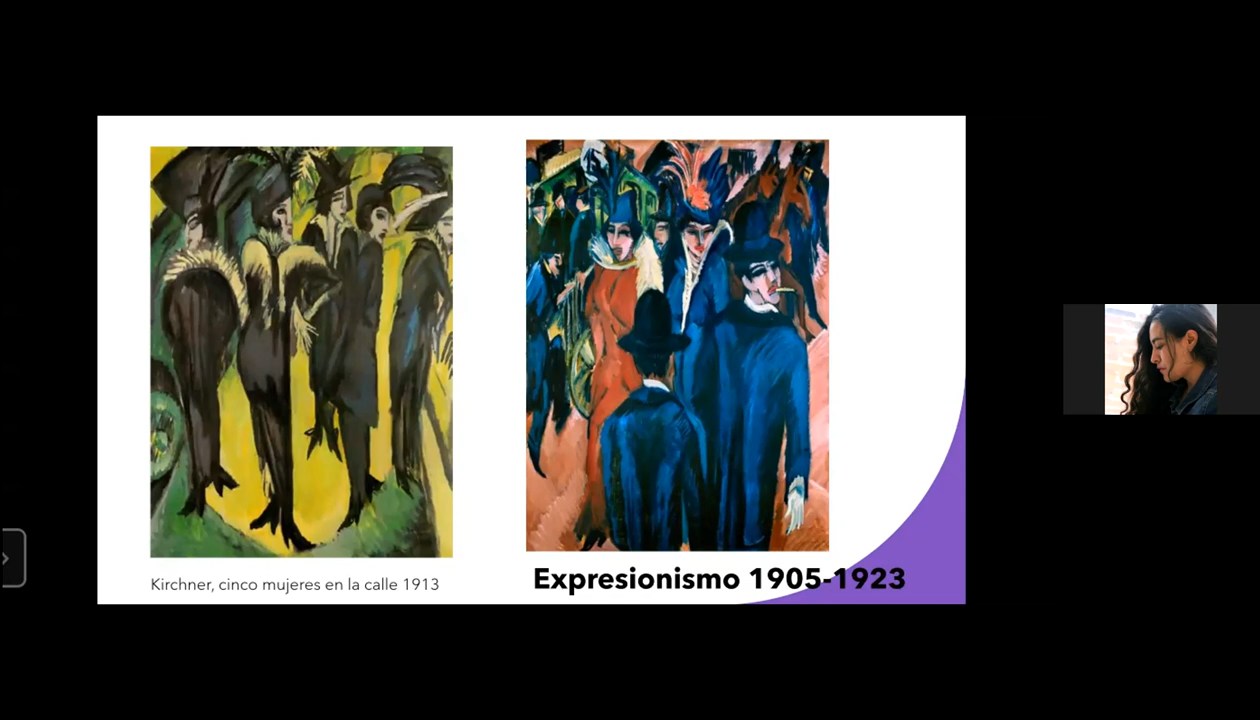 Kirchner, cinco mujeres en la calle 1913
Expresionismo 1905-1923